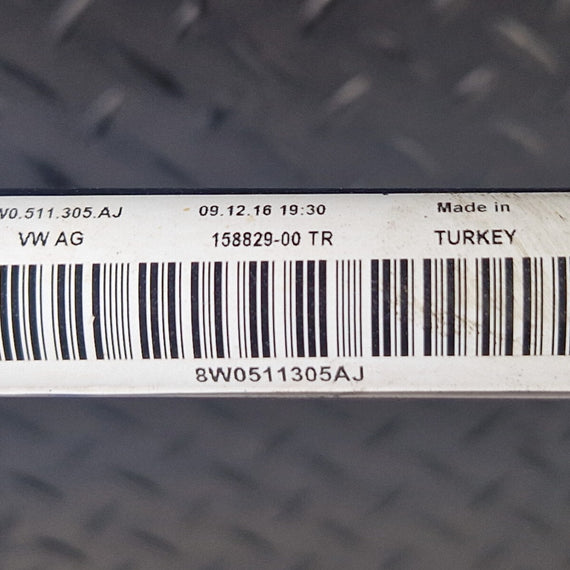 W0.511.305.AJ 09.12.16 19:30 Made in
VW AG 158829-00 TR TURKEY
8W0511305AJ